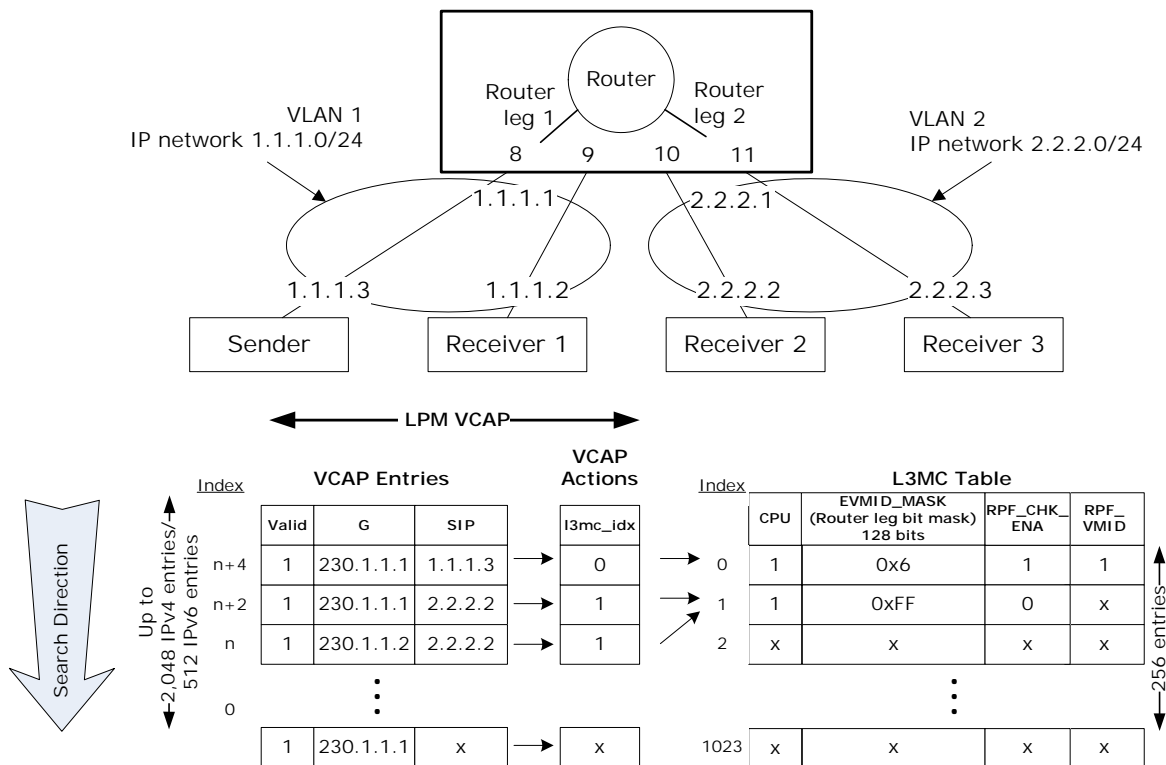 Router
Router
leg 1
Router
leg 2
VLAN 1
IP network 1.1.1.0/24
VLAN 2
IP network 2.2.2.0/24
8
9
10
11
1.1.1.1
2.2.2.1
1.1.1.3
1.1.1.2
2.2.2.2
2.2.2.3
Sender
Receiver 1
Receiver 2
Receiver 3
LPM VCAP
Search Direction
Up to
2,048 IPv4 entries/
512 IPv6 entries
Index
VCAP Entries
VCAP
Actions
Index
L3MC Table
Valid G SIP
l3mc_idx
CPU
EVMID_MASK
(Router leg bit mask)
128 bits
RPF_CHK_
ENA
RPF_
VMID
n+4 1 230.1.1.1 1.1.1.3 0 0 1 0x6 1 1
n+2 1 230.1.1.1 2.2.2.2 1 1 1 0xFF 0 x
n 1 230.1.1.2 2.2.2.2 1 2 x x x x
0
1 230.1.1.1 x x 1023 x x x x
256 entries